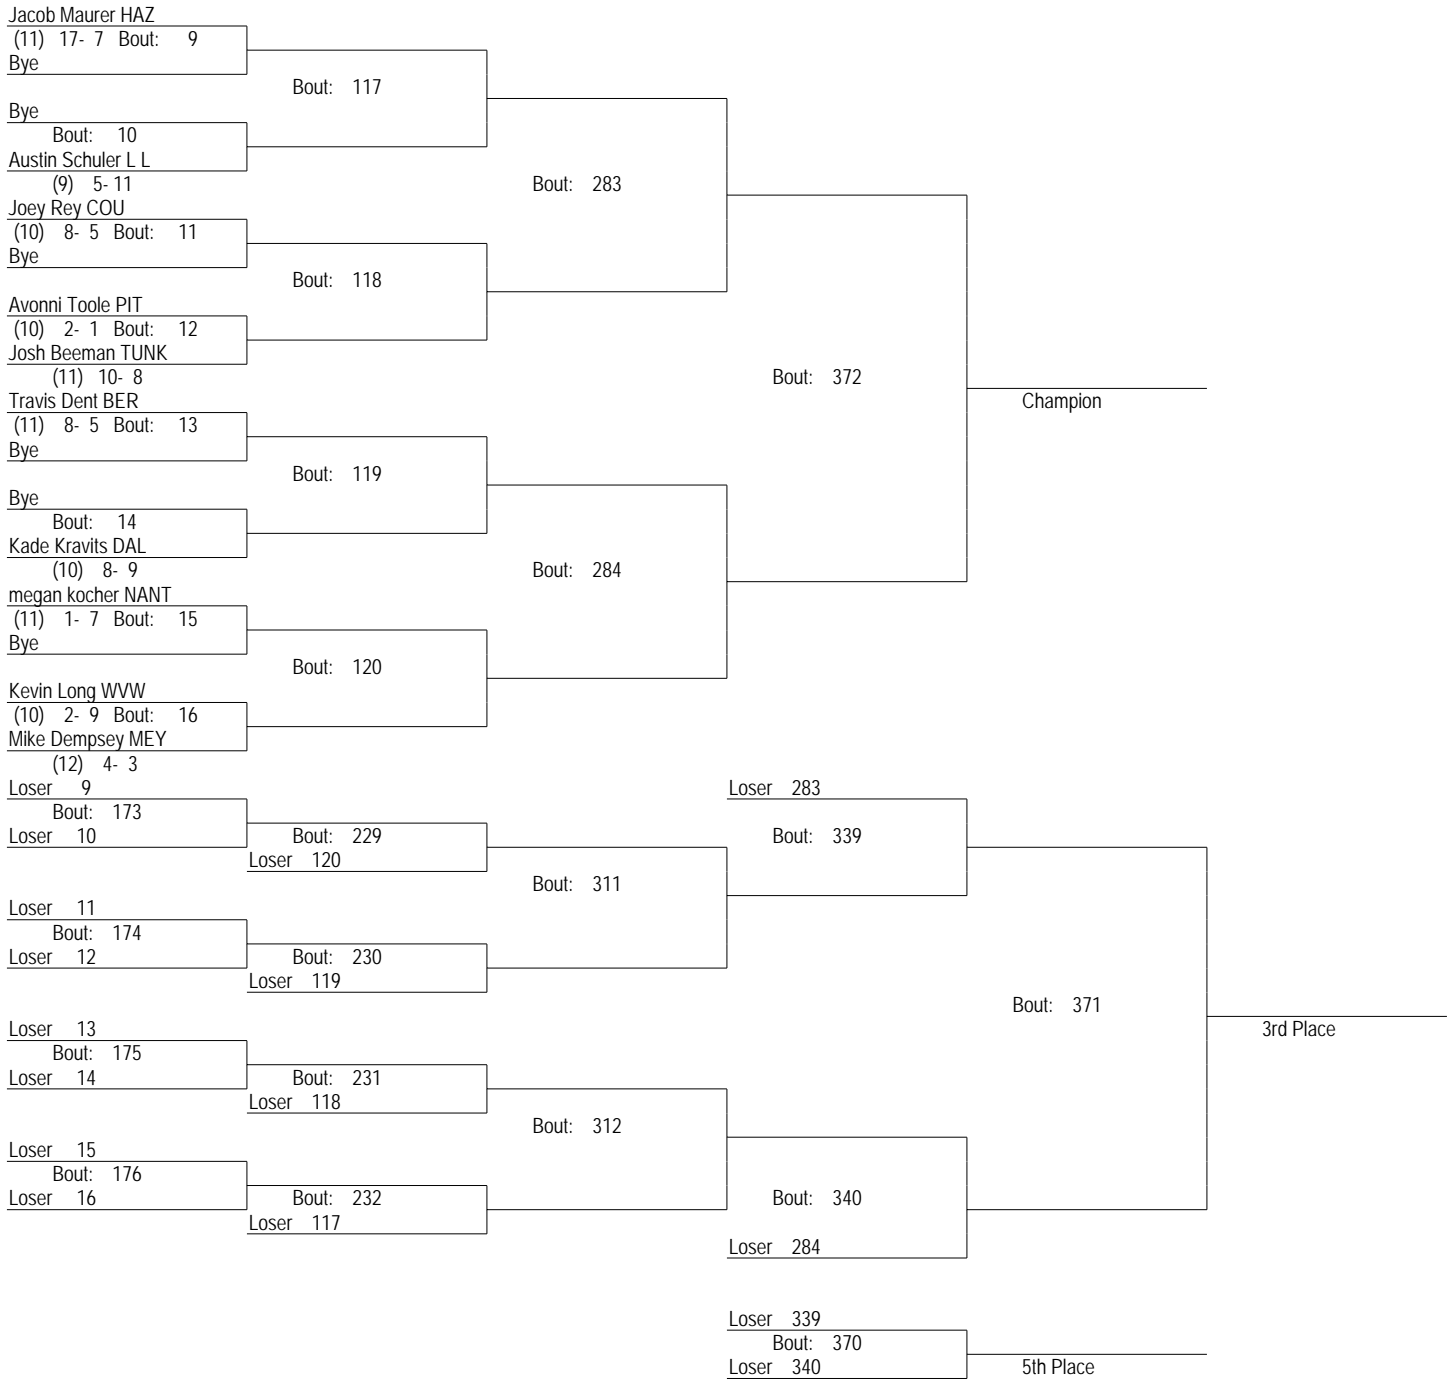 Jacob Maurer HAZ
(11) 17- 7 Bout: 9
Bye
Bout: 117
Bye
Bout: 10
Austin Schuler L L
(9) 5- 11
Bout: 283
Joey Rey COU
(10) 8- 5 Bout: 11
Bye
Bout: 118
Avonni Toole PIT
(10) 2- 1 Bout: 12
Josh Beeman TUNK
(11) 10- 8
Bout: 372
Champion
Travis Dent BER
(11) 8- 5 Bout: 13
Bye
Bout: 119
Bye
Bout: 14
Kade Kravits DAL
(10) 8- 9
Bout: 284
megan kocher NANT
(11) 1- 7 Bout: 15
Bye
Bout: 120
Kevin Long WVW
(10) 2- 9 Bout: 16
Mike Dempsey MEY
(12) 4- 3
Loser 9
Bout: 173
Loser 10
Bout: 229
Loser 120
Loser 283
Bout: 339
Bout: 311
Loser 11
Bout: 174
Loser 12
Bout: 230
Loser 119
Bout: 371
3rd Place
Loser 13
Bout: 175
Loser 14
Bout: 231
Loser 118
Bout: 312
Loser 15
Bout: 176
Loser 16
Bout: 232
Loser 117
Bout: 340
Loser 284
Loser 339
Bout: 370
Loser 340
5th Place